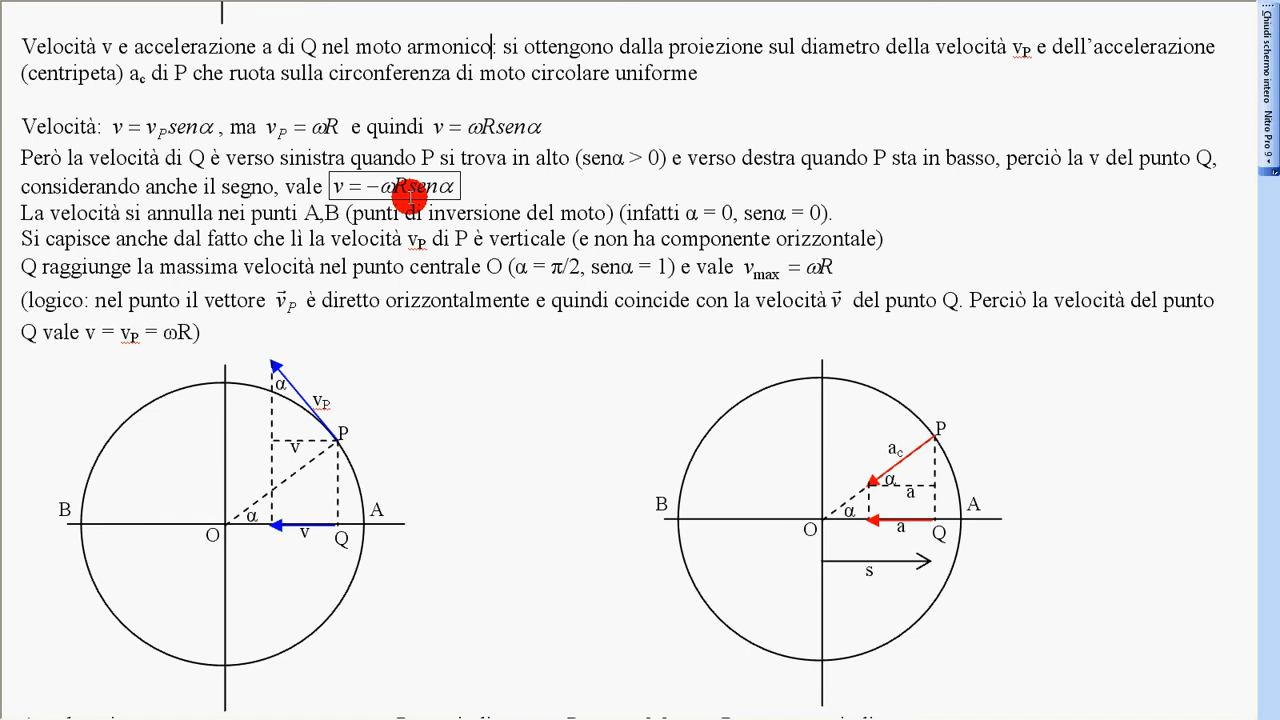 Velocità v e accelerazione a di Q nel moto armonico: si ottengono dalla proiezione sul diametro della velocità vP e dell'accelerazione
(centripeta) ac di P che ruota sulla circonferenza di moto circolare uniforme
Velocità: v = vPsenα , ma vP = ωR e quindi v = ωRsenα
Però la velocità di Q è verso sinistra quando P si trova in alto (senα > 0) e verso destra quando P sta in basso, perciò la v del punto Q,
considerando anche il segno, vale v = −ωRsenα
La velocità si annulla nei punti A,B (punti di inversione del moto) (infatti α = 0, senα = 0).
Si capisce anche dal fatto che lì la velocità vP di P è verticale (e non ha componente orizzontale)
Q raggiunge la massima velocità nel punto centrale O (α = π/2, senα = 1) e vale vmax = ωR
(logico: nel punto il vettore v⃗P è diretto orizzontalmente e quindi coincide con la velocità v⃗ del punto Q. Perciò la velocità del punto
Q vale v = vP = ωR)
α
vP
P
v
B
α
A
O
v
Q
P
ac
α
a
B
α
A
O
a
Q
s
Chiudi schermo intero Nitro Pro 9